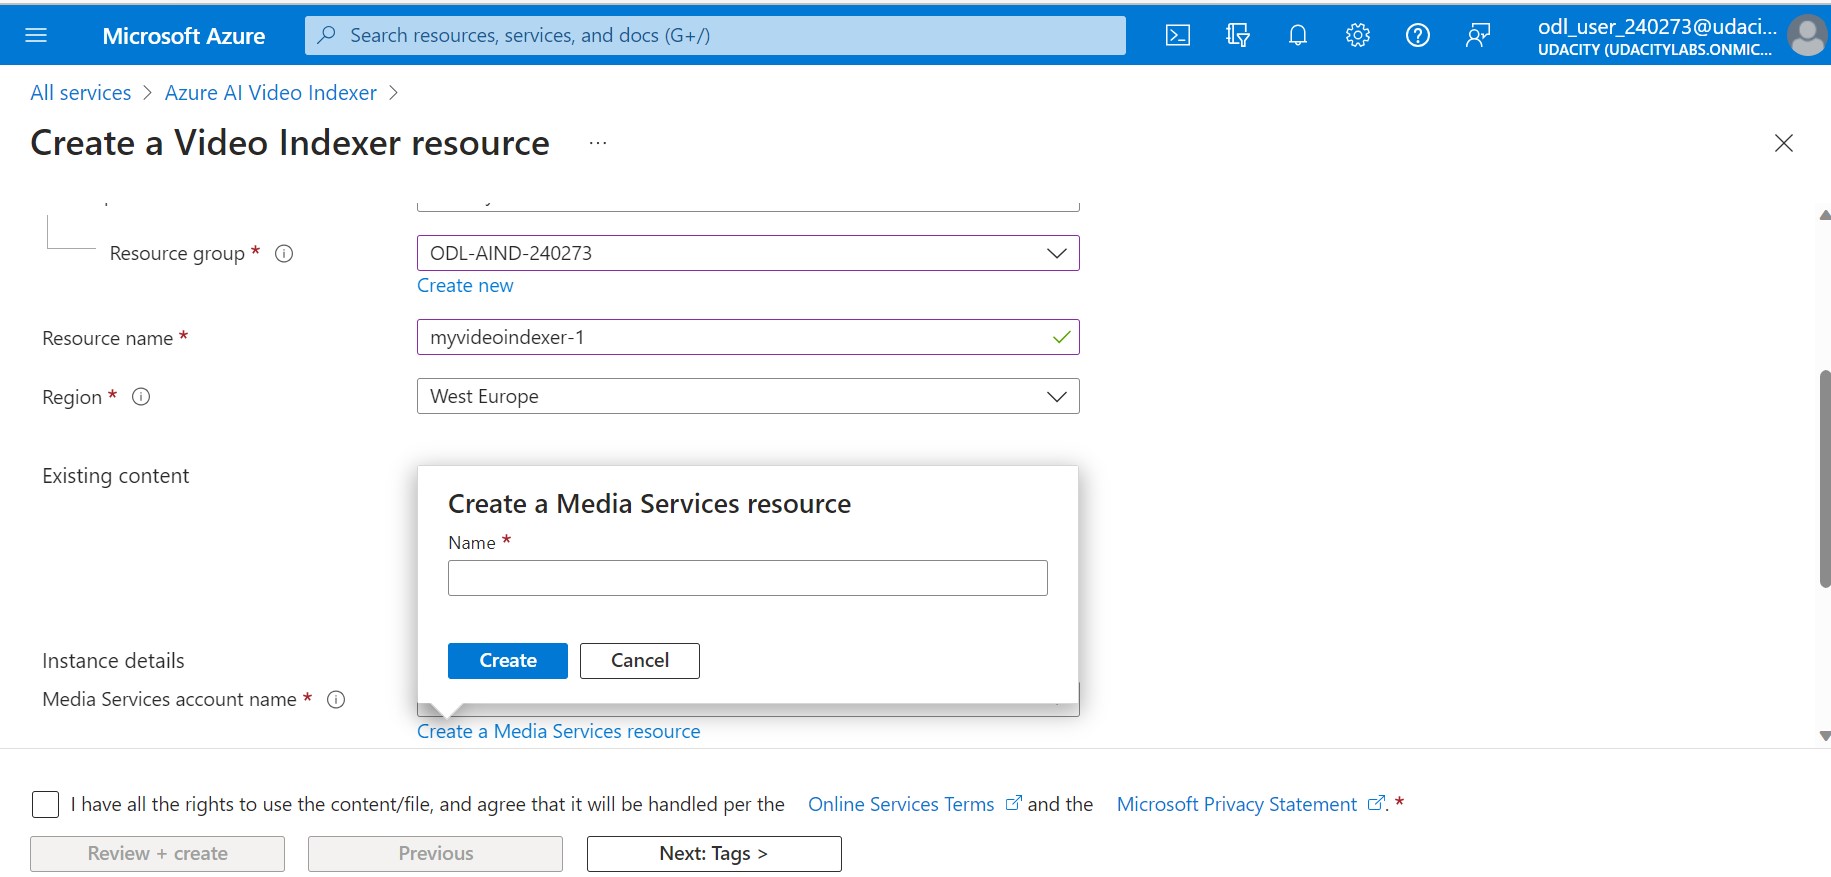 Microsoft Azure
Search resources, services, and docs (G+/)
odl_user_240273@udaci...
UDACITY (UDACITYLABS.ONMIC...
All services > Azure AI Video Indexer >
Create a Video Indexer resource ...
Resource group *
ODL-AIND-240273
Create new
Resource name *
myvideoindexer-1
Region *
West Europe
Existing content
Create a Media Services resource
Name *
Create
Cancel
Instance details
Media Services account name *
Create a Media Services resource
I have all the rights to use the content/file, and agree that it will be handled per the Online Services Terms and the Microsoft Privacy Statement. *
Review + create
Previous
Next: Tags >